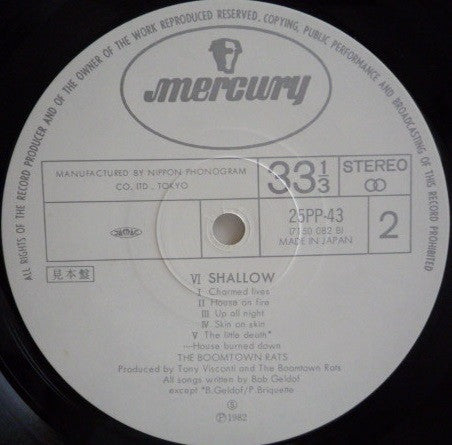 ALL RIGHTS OF THE RECORD PRODUCER AND OF THE OWNER OF THE WORK REPRODUCED RESERVED. COPYING, PUBLIC PERFORMANCE AND BROADCASTING OF THIS RECORD PROHIBITED
mercury
MANUFACTURED BY NIPPON PHONOGRAM
CO. LTD., TOKYO
33 1/3
STEREO
25PP-43
(7150 082 B)
MADE IN JAPAN
2
見本盤
VI SHALLOW
I Charmed lives
II House on fire
III Up all night
IV Skin on skin
V The little death*
···House burned down
THE BOOMTOWN RATS
Produced by Tony Visconti and The Boomtown Rats
All songs written by Bob Geldof
except *B.Geldof/P.Briquette
Ⓢ
Ⓟ1982